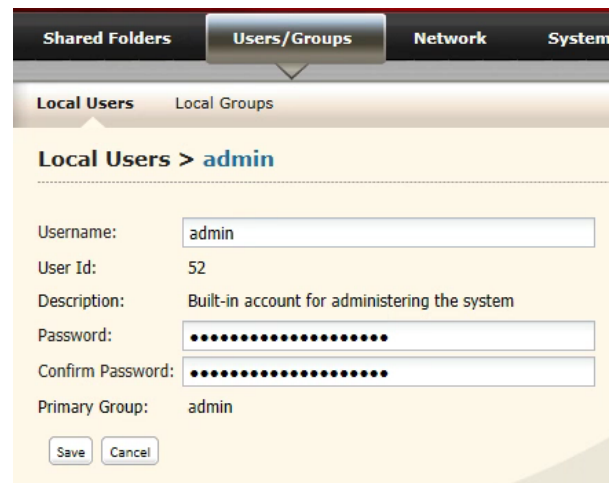 Shared Folders Users/Groups Network System
Local Users Local Groups
Local Users > admin
Username: admin
User Id: 52
Description: Built-in account for administering the system
Password: ●●●●●●●●●●●●●●●●●●●●
Confirm Password: ●●●●●●●●●●●●●●●●●●●●
Primary Group: admin
Save Cancel